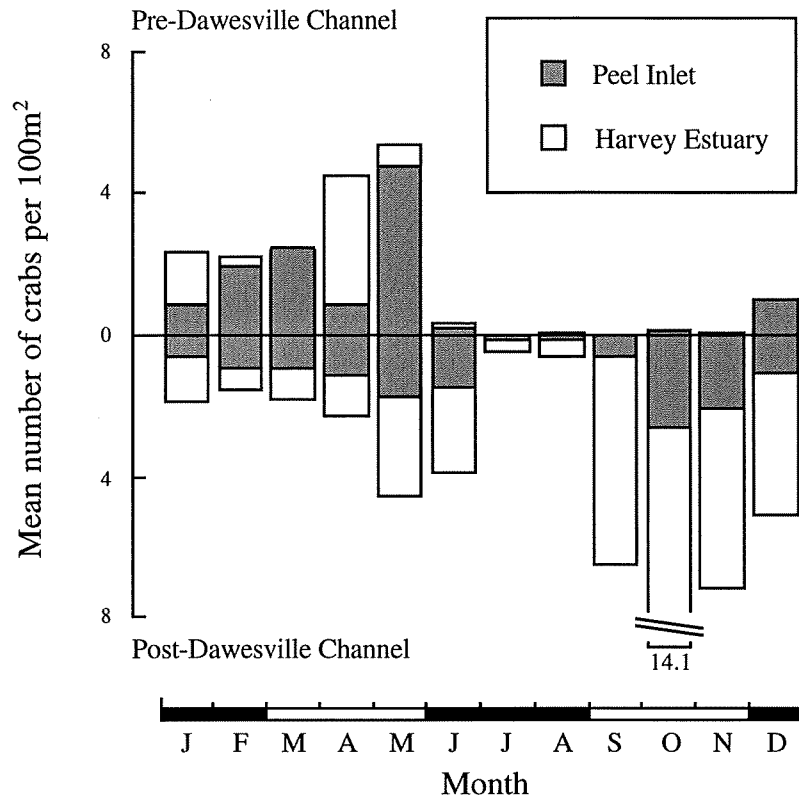 Pre-Dawesville Channel
8
Peel Inlet
Harvey Estuary
4
Mean number of crabs per 100m²
0
4
8
Post-Dawesville Channel
14.1
J F M A M J J A S O N D
Month